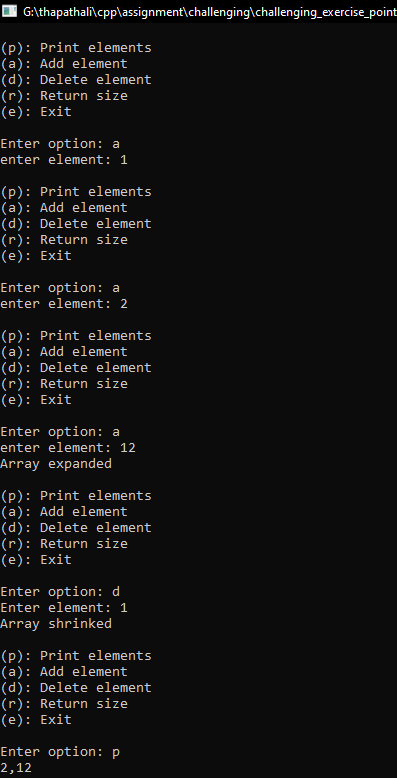 G:\thapathali\cpp\assignment\challenging\challenging_exercise_point
(p): Print elements
(a): Add element
(d): Delete element
(r): Return size
(e): Exit
Enter option: a
enter element: 1
(p): Print elements
(a): Add element
(d): Delete element
(r): Return size
(e): Exit
Enter option: a
enter element: 2
(p): Print elements
(a): Add element
(d): Delete element
(r): Return size
(e): Exit
Enter option: a
enter element: 12
Array expanded
(p): Print elements
(a): Add element
(d): Delete element
(r): Return size
(e): Exit
Enter option: d
Enter element: 1
Array shrinked
(p): Print elements
(a): Add element
(d): Delete element
(r): Return size
(e): Exit
Enter option: p
2,12